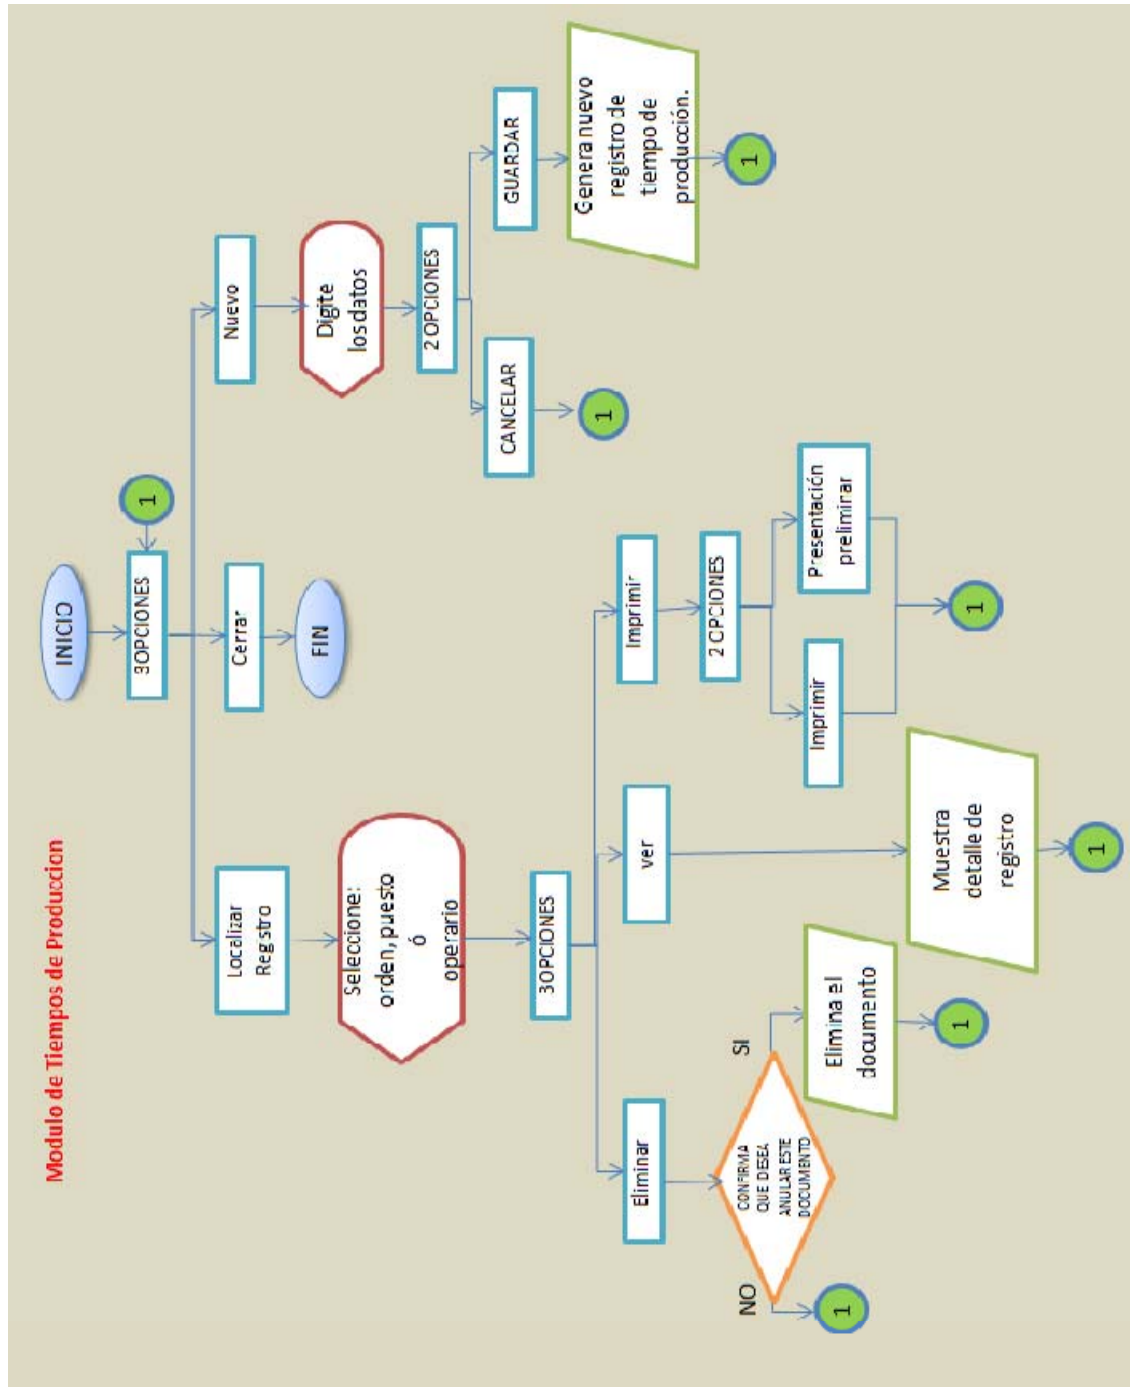 Modulo de Tiempos de Produccion
INICIO
3OPCIONES
1
Localizar
Registro
Cerrar
Nuevo
FIN
Seleccione:
orden, puesto
ó
operario
Digite
los datos
3OPCIONES
2 OPCIONES
CANCELAR
GUARDAR
1
Genera nuevo
registro de
tiempo de
producción.
1
Eliminar
ver
Imprimir
2 OPCIONES
CONFIRMA
QUE DESEA
ANULAR ESTE
DOCUMENTO
NO
SI
1
Elimina el
documento
1
Muestra
detalle de
registro
1
Imprimir
Presentación
preliminar
1